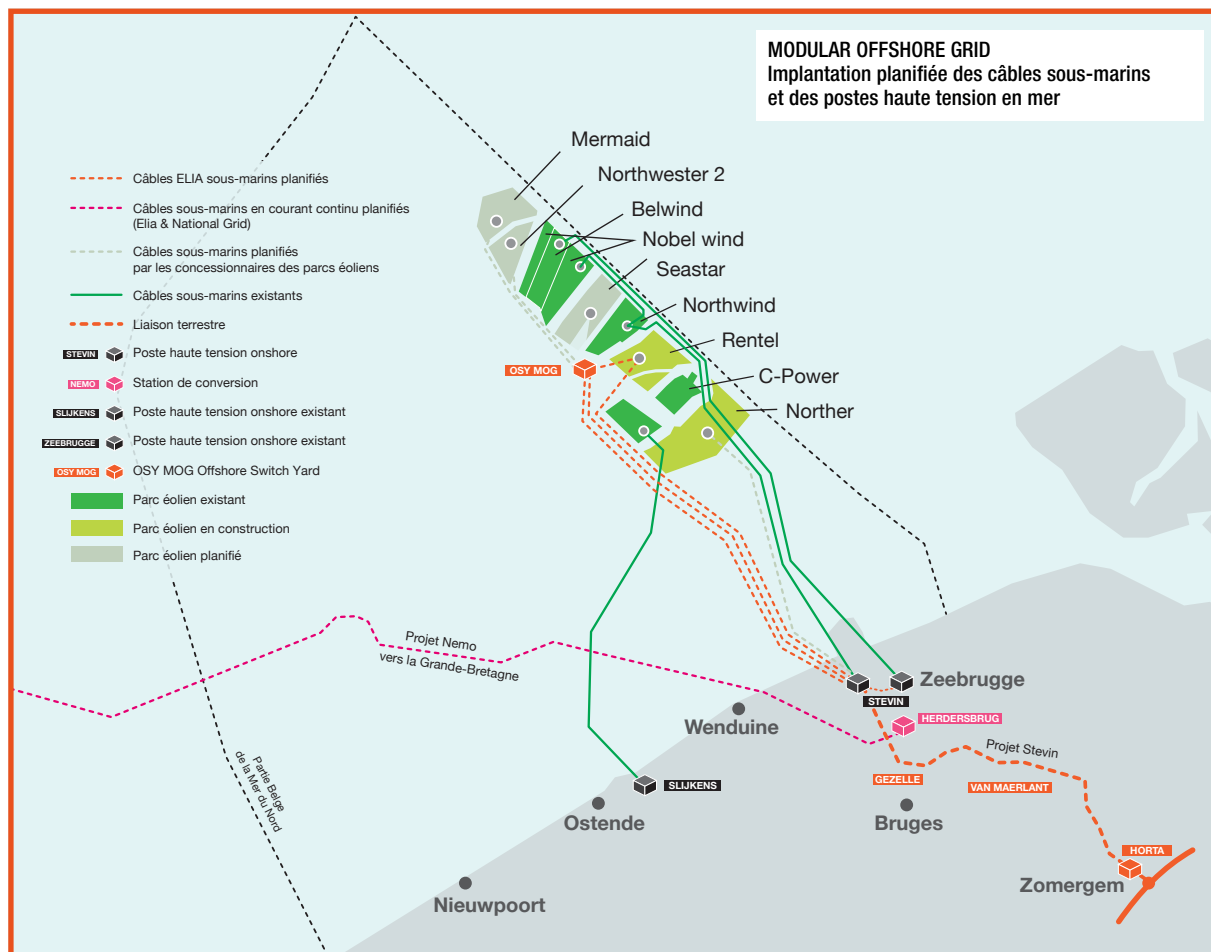 MODULAR OFFSHORE GRID
Implantation planifiée des câbles sous-marins
et des postes haute tension en mer
Mermaid
Northwester 2
Belwind
Nobel wind
Seastar
Northwind
Rentel
C-Power
Norther
OSY MOG
Câbles ELIA sous-marins planifiés
Câbles sous-marins en courant continu planifiés
(Elia & National Grid)
Câbles sous-marins planifiés
par les concessionnaires des parcs éoliens
Câbles sous-marins existants
Liaison terrestre
STEVIN Poste haute tension onshore
NEMO Station de conversion
SLIJKENS Poste haute tension onshore existant
ZEEBRUGGE Poste haute tension onshore existant
OSY MOG OSY MOG Offshore Switch Yard
Parc éolien existant
Parc éolien en construction
Parc éolien planifié
Projet Nemo
vers la Grande-Bretagne
Partie Belge
de la Mer du Nord
Zeebrugge
STEVIN
HERDERSBRUG
Wenduine
Projet Stevin
GEZELLE
VAN MAERLANT
SLIJKENS
Ostende
Bruges
HORTA
Zomergem
Nieuwpoort